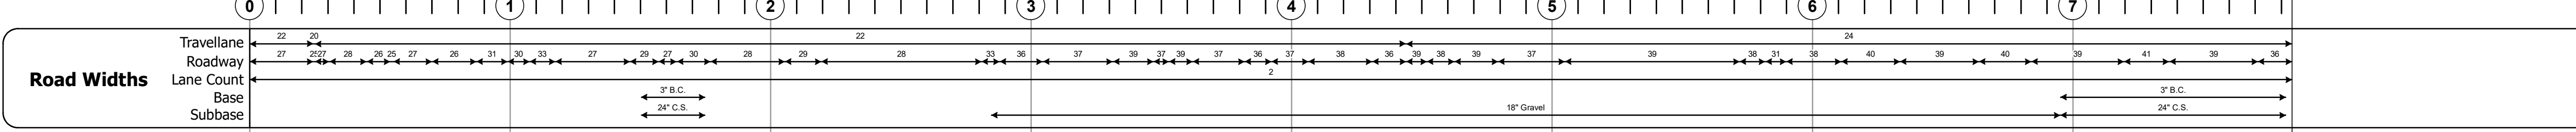 0 1 2 3 4 5 6 7
Road Widths
Travellane 22 20 22 24
Roadway 27 25 27 28 26 25 27 26 31 30 33 27 29 27 30 28 29 28 33 36 37 39 37 39 37 36 37 38 36 39 38 39 37 39 38 31 38 40 39 40 39 41 39 36
Lane Count 2
Base 3" B.C. 3" B.C.
Subbase 24" C.S. 18" Gravel 24" C.S.